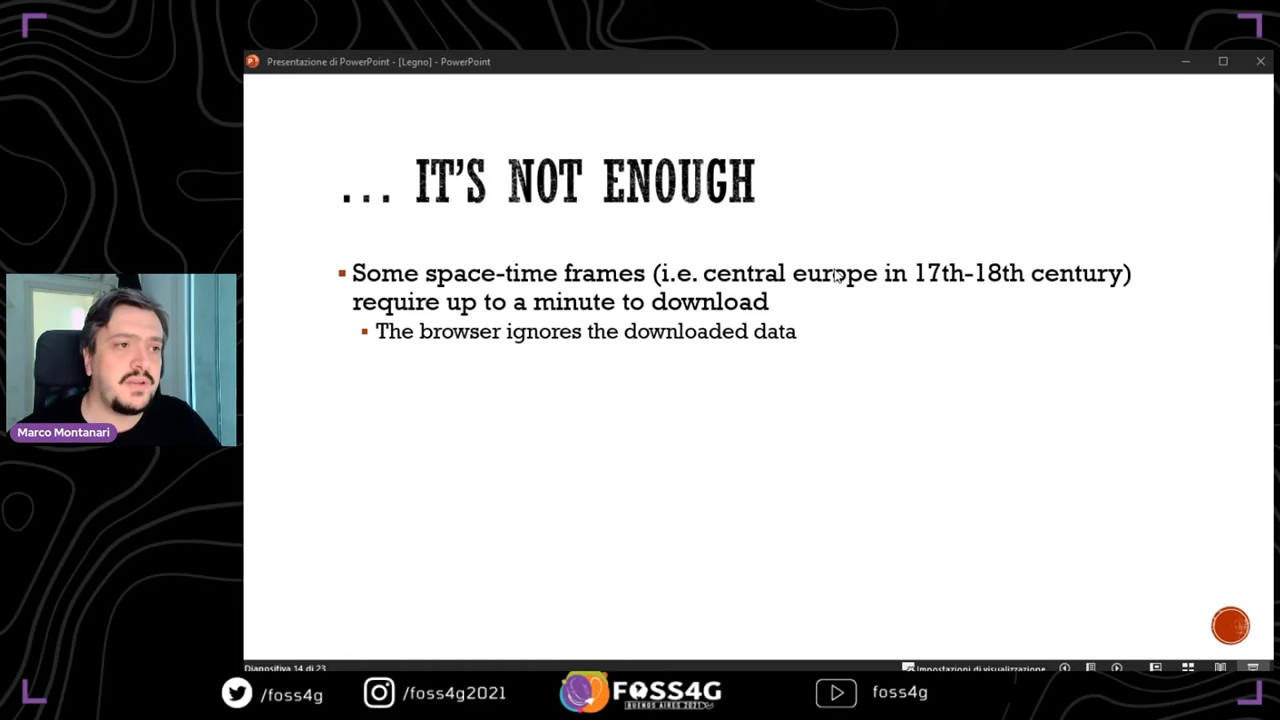 Presentazione di PowerPoint - [Legno] - PowerPoint
... IT'S NOT ENOUGH
Some space-time frames (i.e. central europe in 17th-18th century)
require up to a minute to download
The browser ignores the downloaded data
Marco Montanari
Diapositiva 14 di 23
Impostazioni di visualizzazione
/foss4g
/foss4g2021
FOSS4G
BUENOS AIRES 2021
foss4g